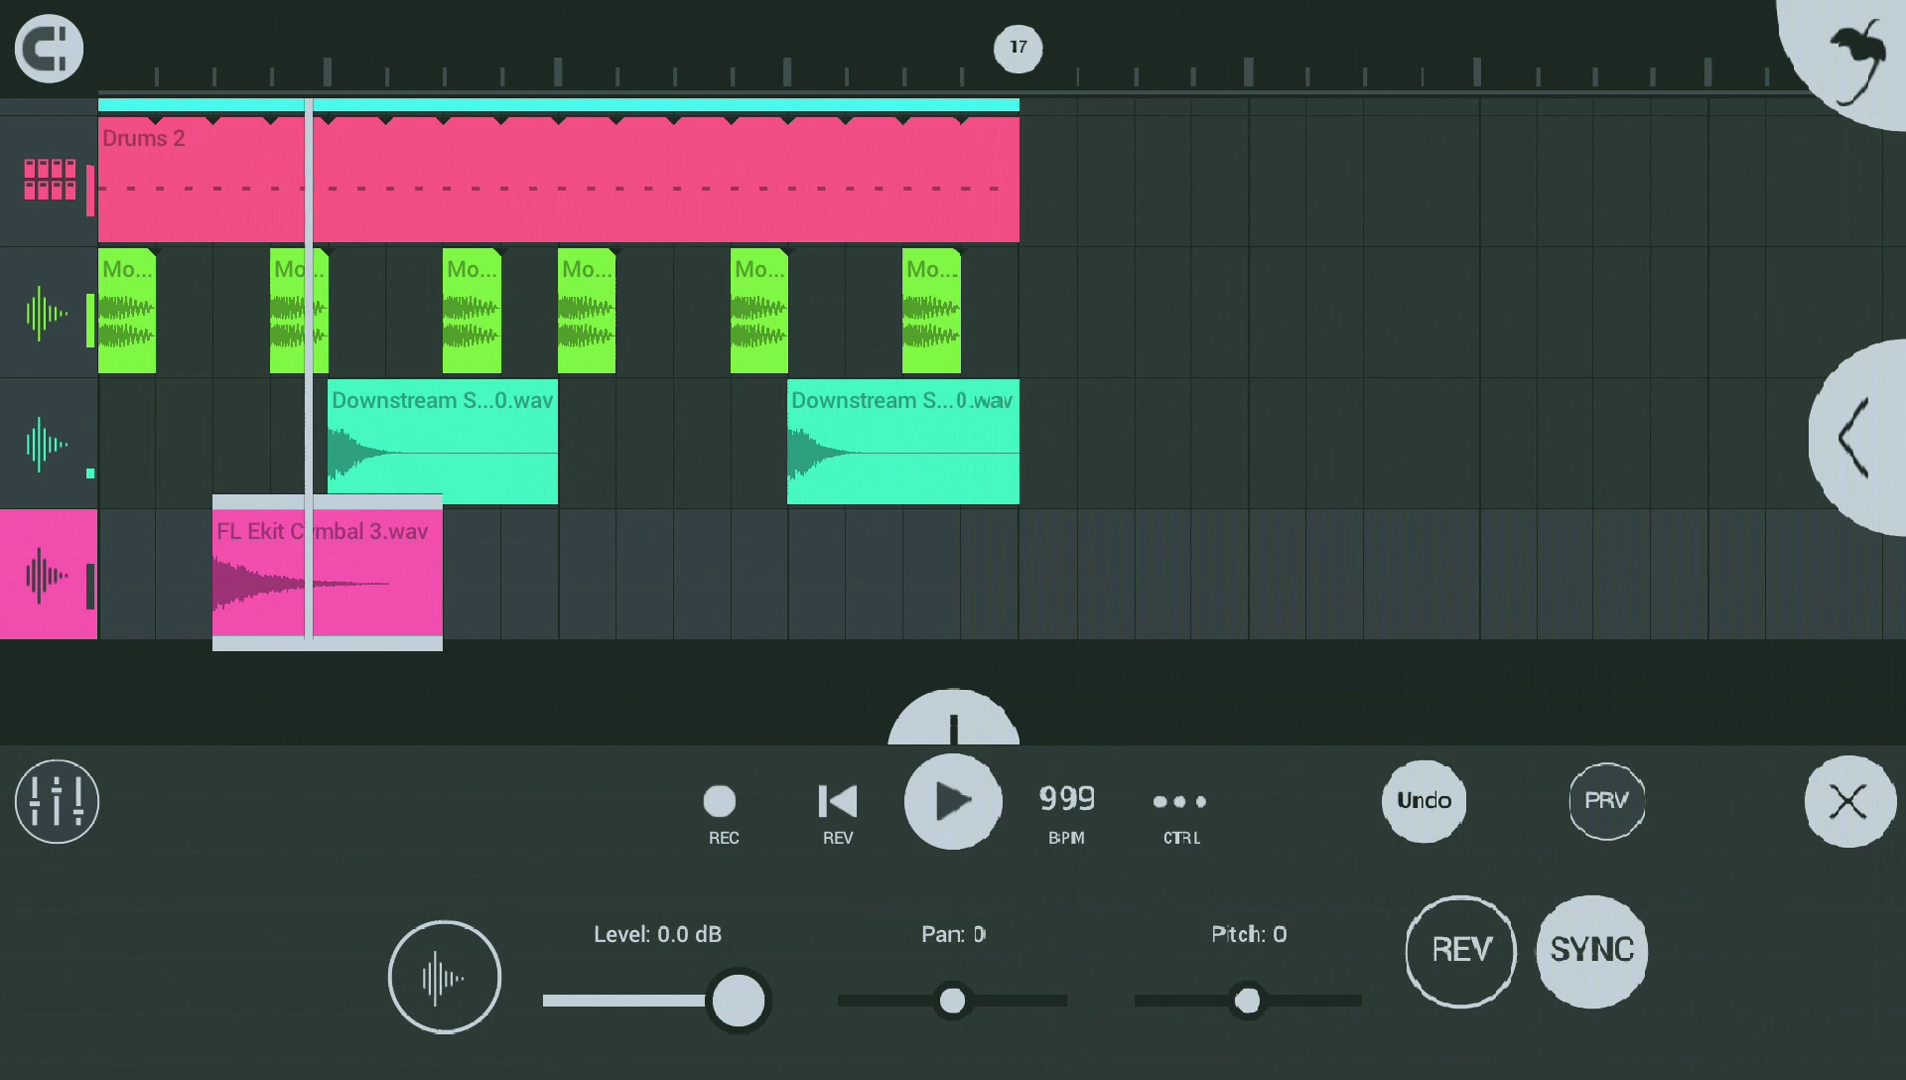 17
Drums 2
Mo... Mo... Mo... Mo... Mo... Mo...
Downstream S...0.wav Downstream S...0.wav
FL Ekit Cymbal 3.wav
999 Undo PRV
REC REV BPM CTRL
Level: 0.0 dB Pan: 0 Pitch: 0 REV SYNC